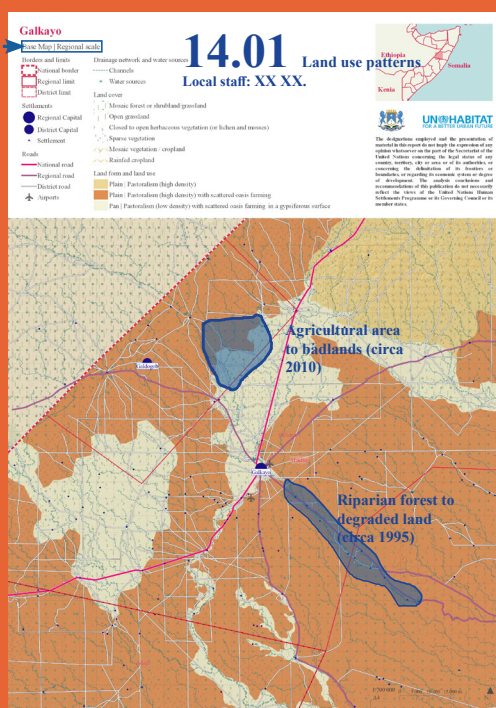 Galkayo
Base Map | Regional scale
Borders and limits
National border
Regional limit
District land
Settlements
Regional Capital
District Capital
Settlement
Roads
National road
Regional road
District road
Airports
Drainage network and water sources
Channels
Water sources
Land cover
Mosaic forest or shrubland/grassland
Open grassland
Closed to open herbaceous vegetation (or lichen and mosses)
Sparse vegetation
Mosaic vegetation / cropland
Rainfed cropland
Land form and land use
Plain | Pastoralism (high density)
Plain | Pastoralism (high density) with scattered oasis farming
Pan | Pastoralism (low density) with scattered oasis farming in a gypsiferous surface
14.01 Land use patterns
Local staff: XX XX.
Ethiopia
Somalia
Kenia
UN HABITAT
FOR A BETTER URBAN FUTURE
The designations employed and the presentation of
material in this report do not imply the expression of any
opinion whatsoever on the part of the Secretariat of the
United Nations concerning the legal status of any
country, territory, city or area or of its authorities, or
concerning the delimitation of its frontiers or
boundaries, or regarding its economic system or degree
of development. The analysis conclusions and
recommendations of this publication do not necessarily
reflect the views of the United Nations Human
Settlements Programme or its Governing Council or its
member states.
Agricultural area
to badlands (circa
2010)
Galdogob
Galkayo
Riparian forest to
degraded land
(circa 1995)